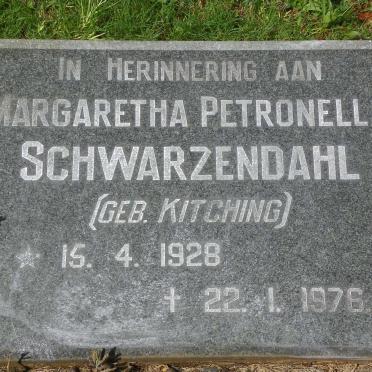 IN HERINNERING AAN
MARGARETHA PETRONELL
SCHWARZENDAHL
(GEB. KITCHING)
15. 4. 1928
22. 1. 1976.